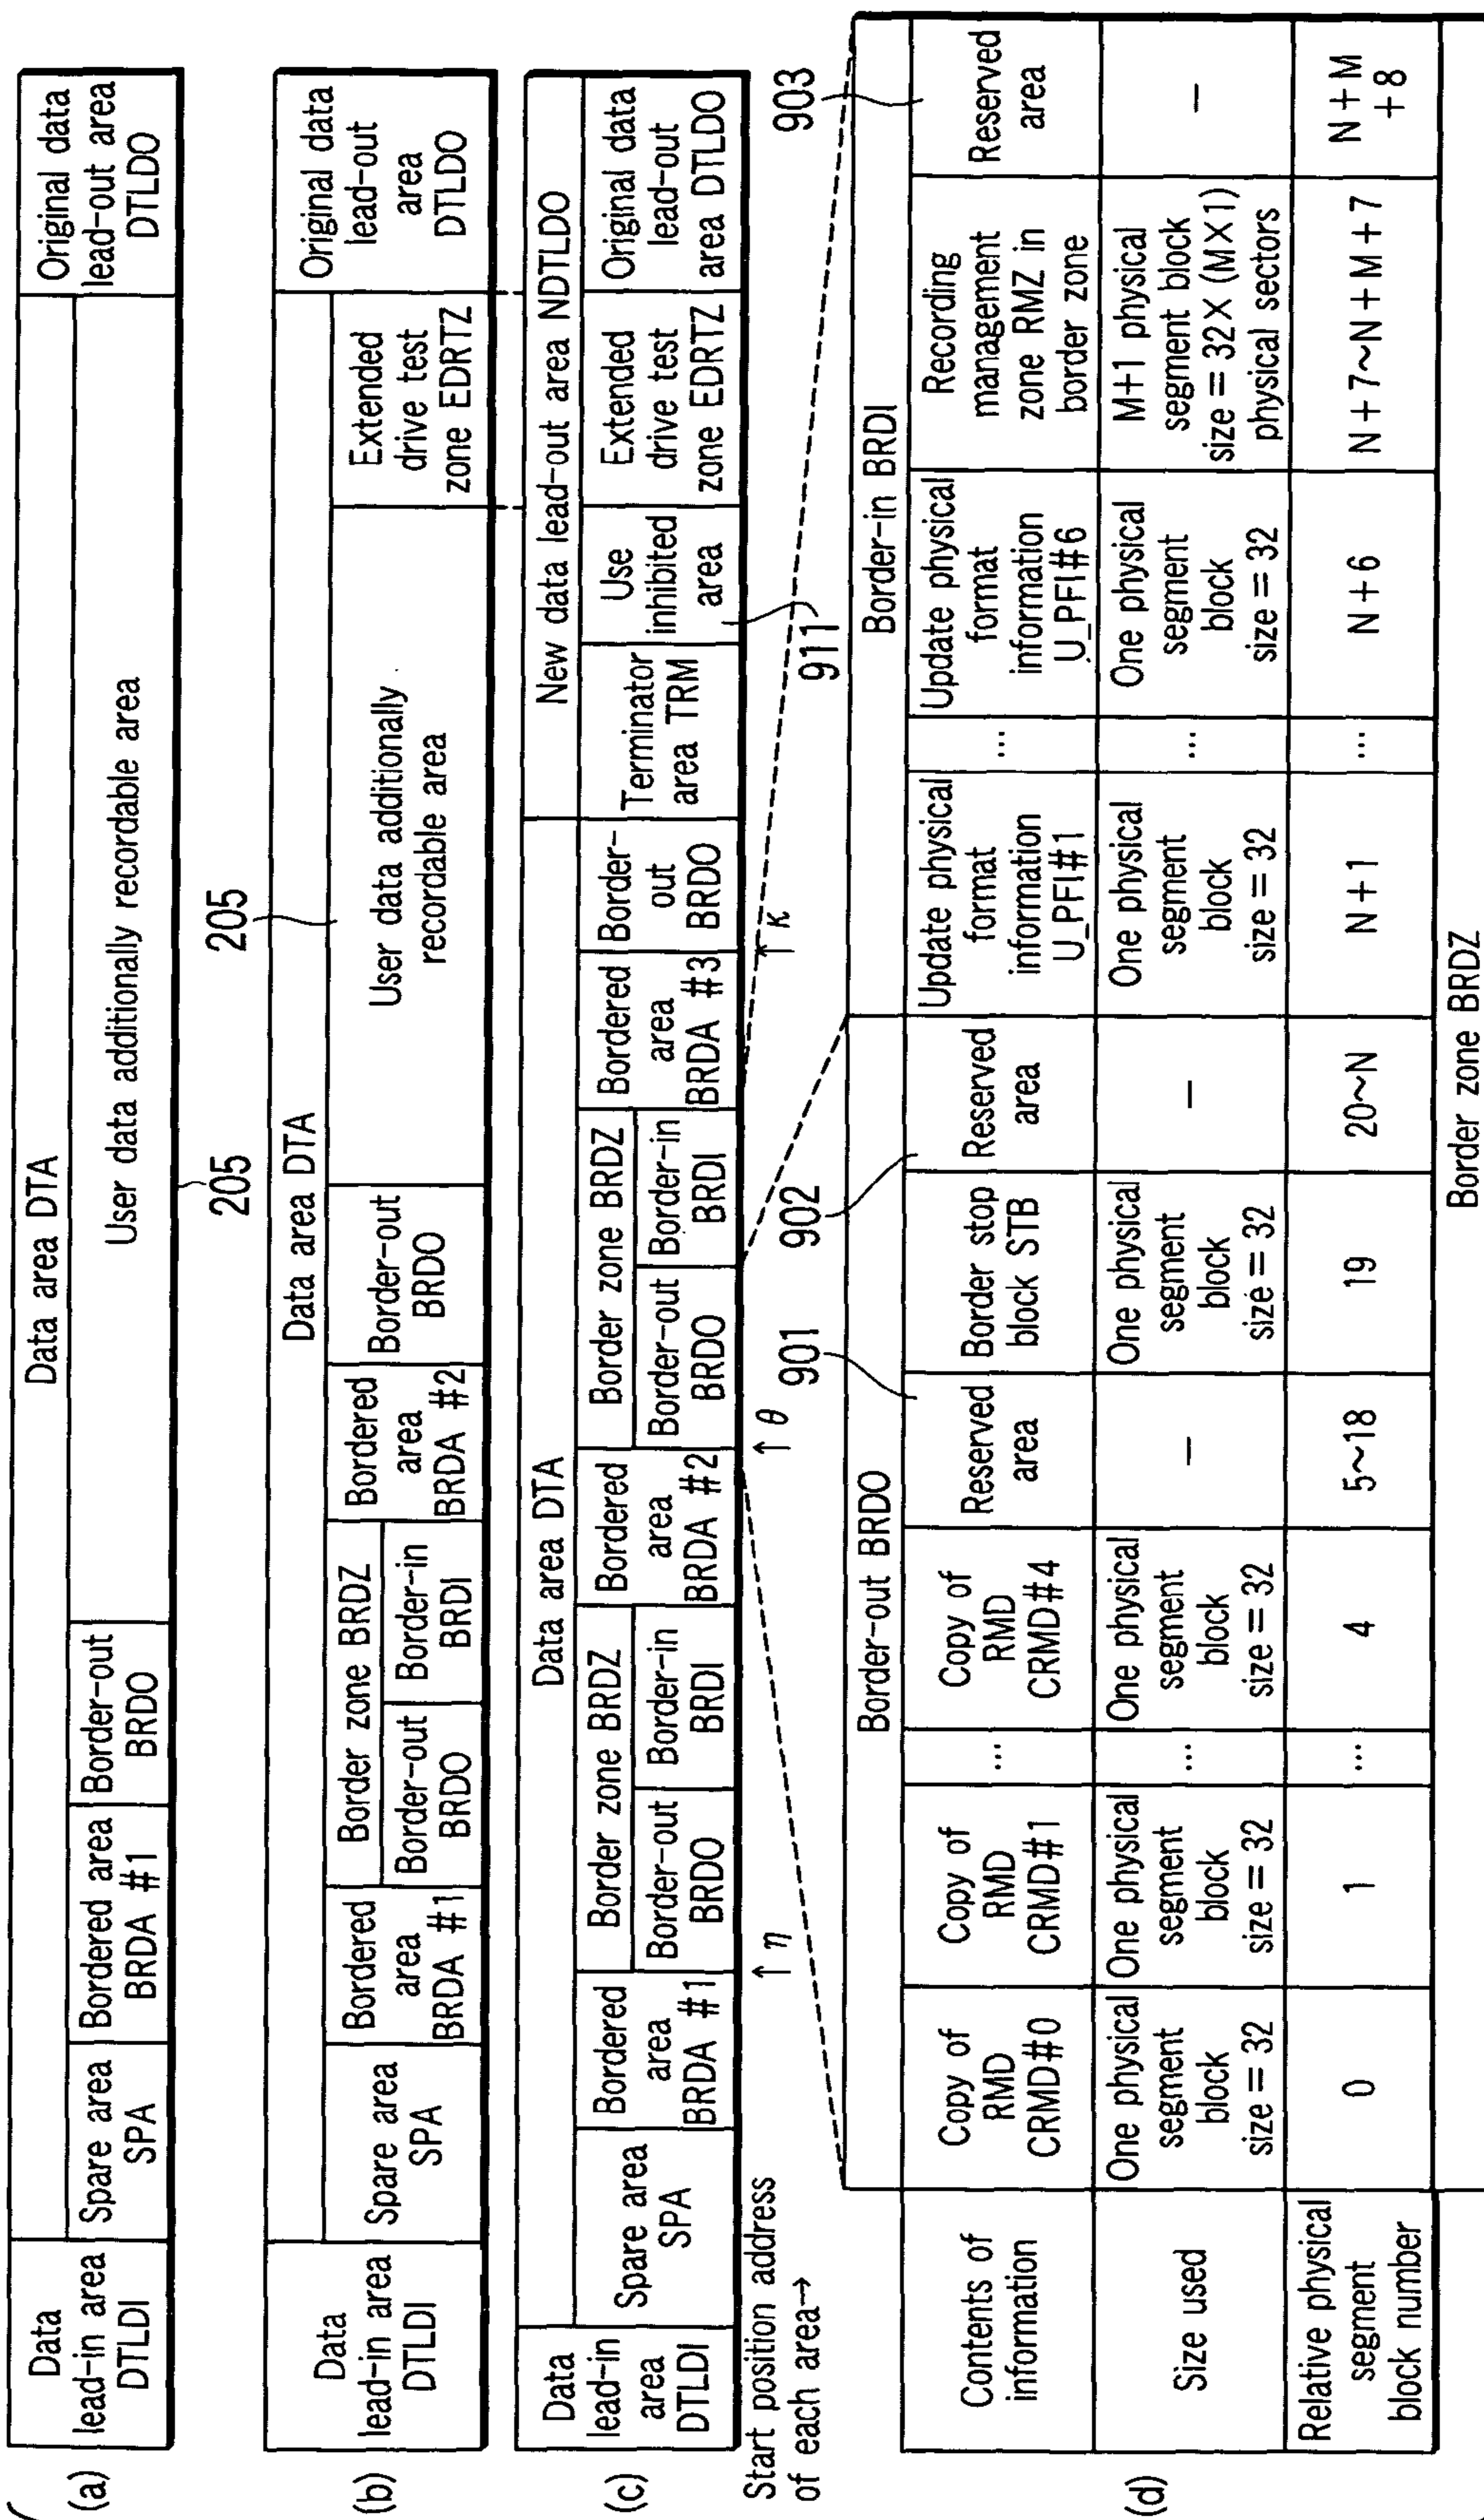 (a)
Data
lead-in area
DTLDI
Data area DTA
Spare area
SPA
Bordered area
BRDA #1
Border-out
BRDO
User data additionally recordable area
Original data
lead-out area
DTLDO
205
(b)
Data
lead-in area
DTLDI
Data area DTA
Spare area
SPA
Bordered
area
BRDA #1
Border zone BRDZ
Border-out
BRDO
Border-in
BRDI
Bordered
area
BRDA #2
Border-out
BRDO
User data additionally
recordable area
Extended
drive test
zone EDRTZ
Original data
lead-out
area
DTLDO
205
(c)
Data
lead-in
area
DTLDI
Data area DTA
Spare area
SPA
Bordered
area
BRDA #1
Border zone BRDZ
Border-out
BRDO
Border-in
BRDI
Bordered
area
BRDA #2
Border zone BRDZ
Border-out
BRDO
Border-in
BRDI
Bordered
area
BRDA #3
Border-
out
BRDO
New data lead-out area NDTLDO
Terminator
area TRM
Use
inhibited
area
Extended
drive test
zone EDRTZ
Original data
lead-out
area DTLDO
Start position address
of each area→
↑ η
↑ θ
↑ κ
911
901
902
903
(d)
Border-out BRDO
Border-in BRDI
Contents of
information
Copy of
RMD
CRMD#0
Copy of
RMD
CRMD#1
...
Copy of
RMD
CRMD#4
Reserved
area
Border stop
block STB
Reserved
area
Update physical
format
information
U_PFI#1
...
Update physical
format
information
U_PFI#6
Recording
management
zone RMZ in
border zone
Reserved
area
Size used
One physical
segment
block
size = 32
One physical
segment
block
size = 32
...
One physical
segment
block
size = 32
—
One physical
segment
block
size = 32
—
One physical
segment
block
size = 32
...
One physical
segment
block
size = 32
M+1 physical
segment block
size = 32× (M×1)
physical sectors
—
Relative physical
segment
block number
0
1
...
4
5~18
19
20~N
N+1
...
N+6
N+7~N+M+7
N+M
+8
Border zone BRDZ